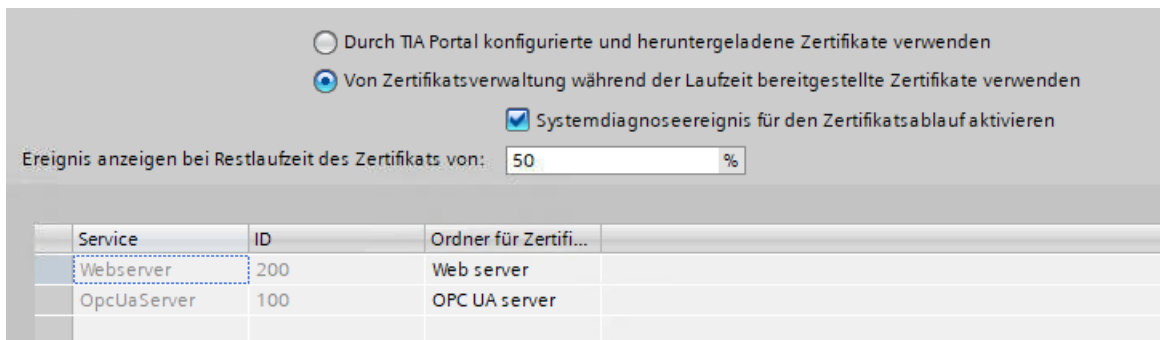 Durch TIA Portal konfigurierte und heruntergeladene Zertifikate verwenden
Von Zertifikatsverwaltung während der Laufzeit bereitgestellte Zertifikate verwenden
Systemdiagnoseereignis für den Zertifikatsablauf aktivieren
Ereignis anzeigen bei Restlaufzeit des Zertifikats von: 50 %
Service ID Ordner für Zertifi...
Webserver 200 Web server
OpcUaServer 100 OPC UA server